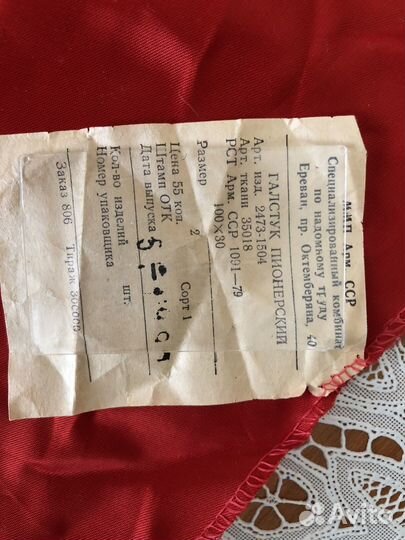 ММП Арм. ССР
Специализированный комбинат
по надомному труду
Ереван, пр. Октемберяна, 40
ГАЛСТУК ПИОНЕРСКИЙ
Арт. изд. 2473-1504
Арт. ткани 35018
РСТ Арм. ССР 1091—79
100×30
Размер 2
Цена 55 коп. Сорт 1
Штамп ОТК
Дата выпуска
Кол-во изделий шт.
Номер упаковщика
Заказ 806 Тираж 300000
Avito